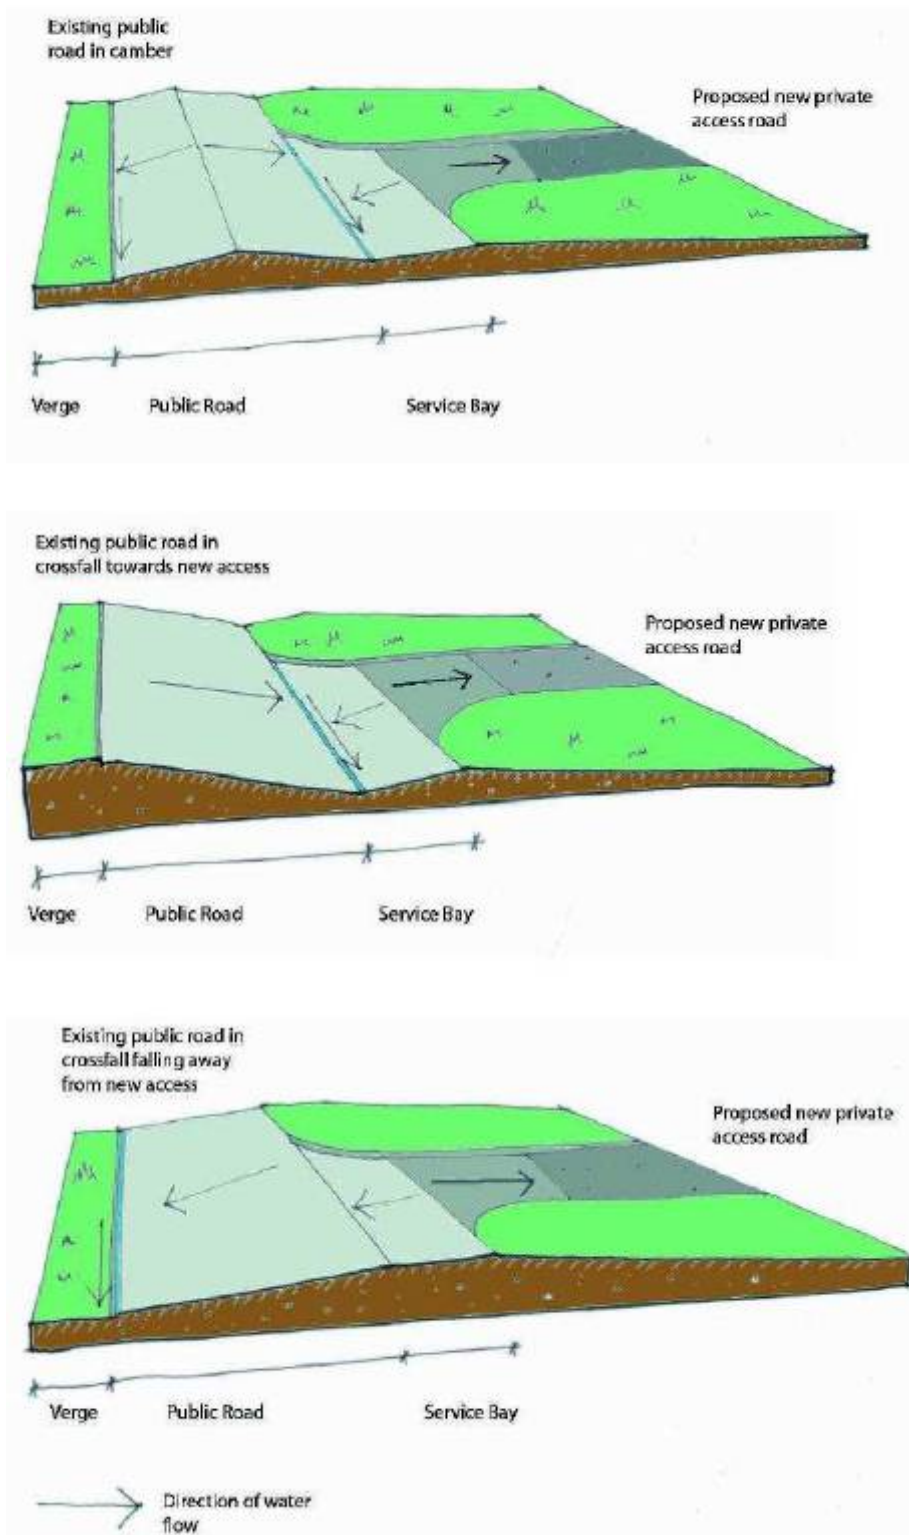 Existing public
road in camber
Proposed new private
access road
Verge
Public Road
Service Bay
Existing public road in
crossfall towards new access
Proposed new private
access road
Verge
Public Road
Service Bay
Existing public road in
crossfall falling away
from new access
Proposed new private
access road
Verge
Public Road
Service Bay
Direction of water
flow